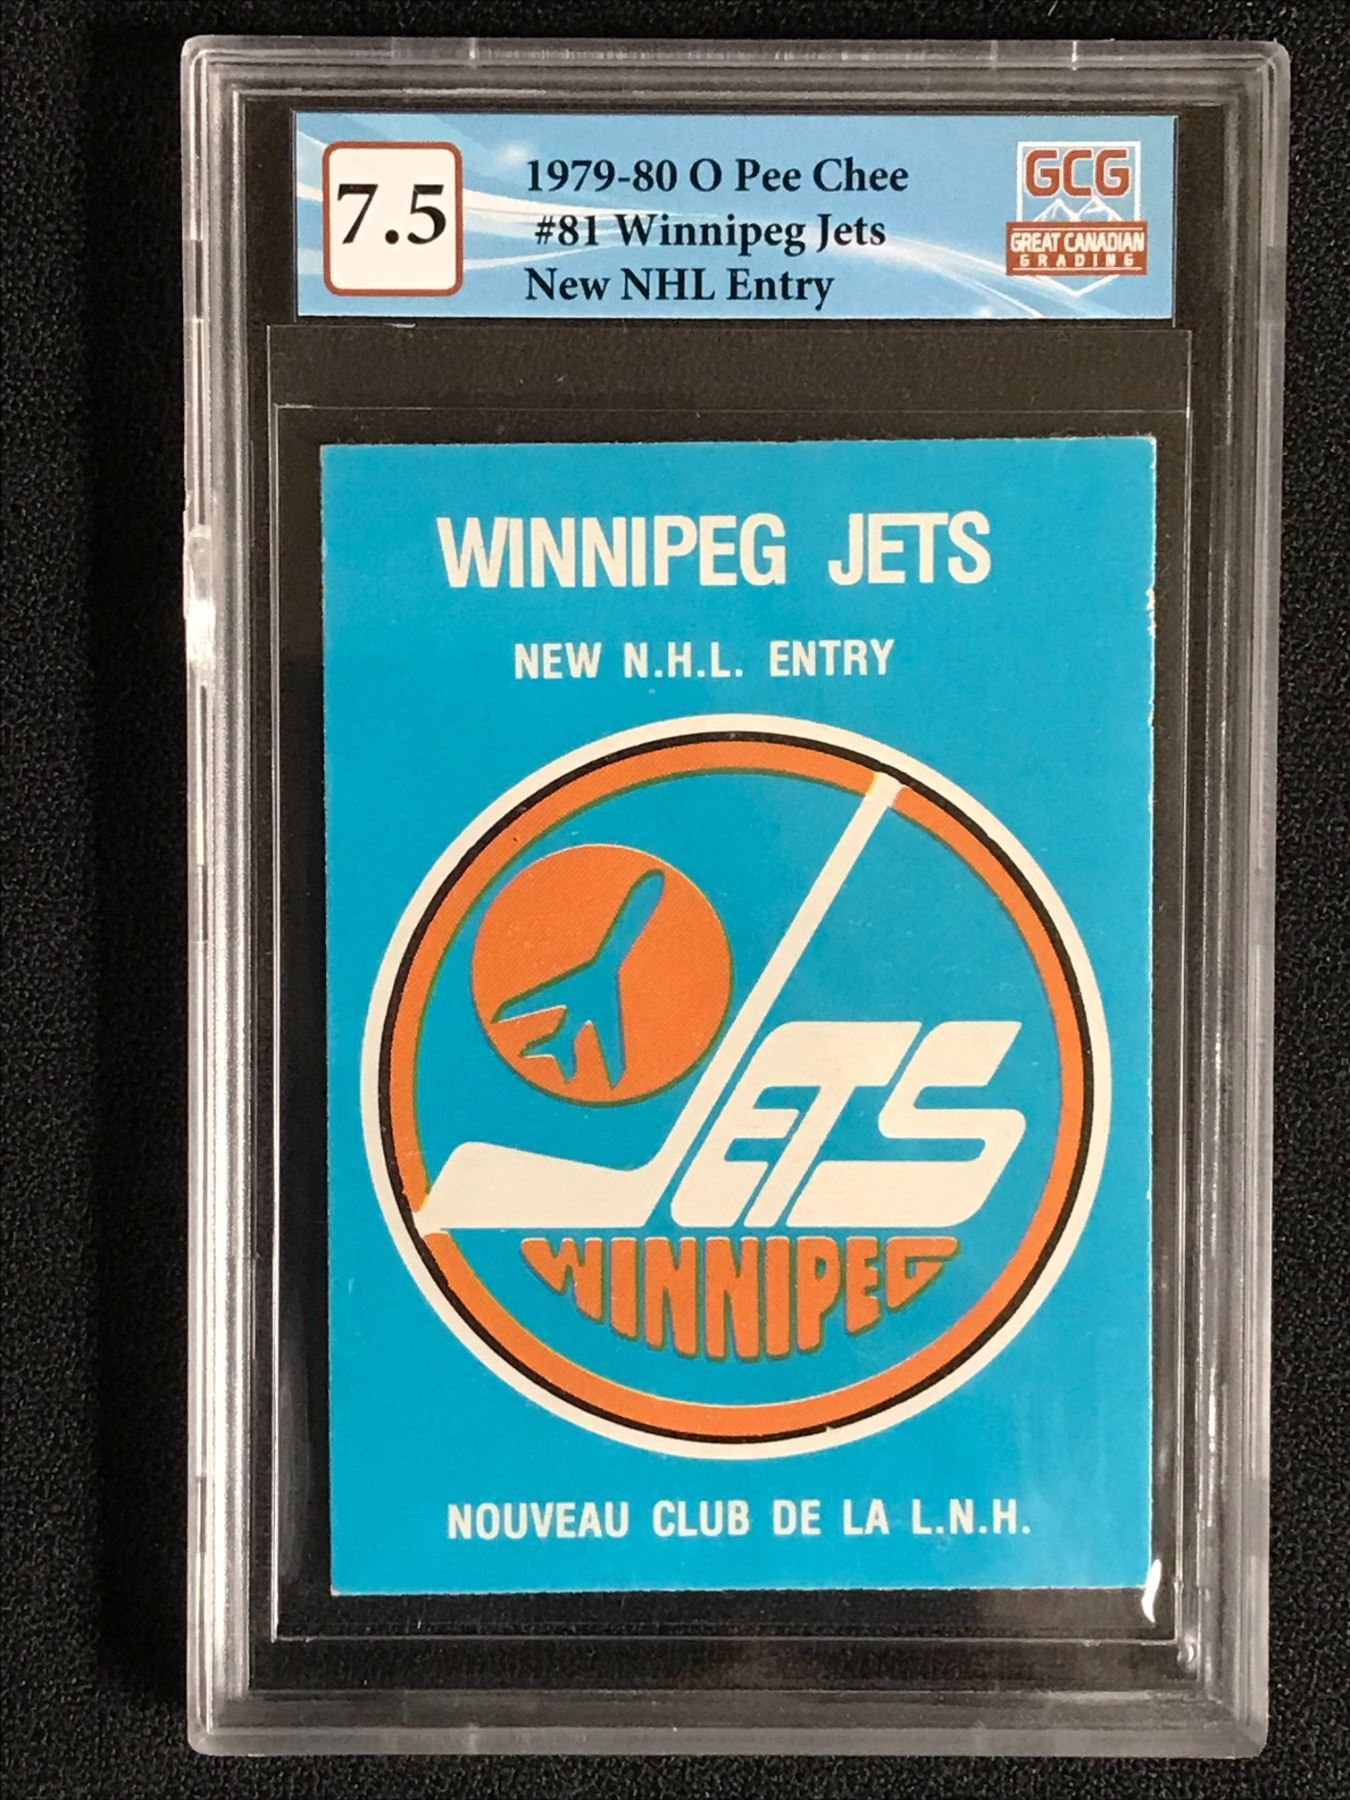 7.5
1979-80 O Pee Chee
#81 Winnipeg Jets
New NHL Entry
GCG
GREAT CANADIAN
GRADING
WINNIPEG JETS
NEW N.H.L. ENTRY
JETS
WINNIPEG
NOUVEAU CLUB DE LA L.N.H.